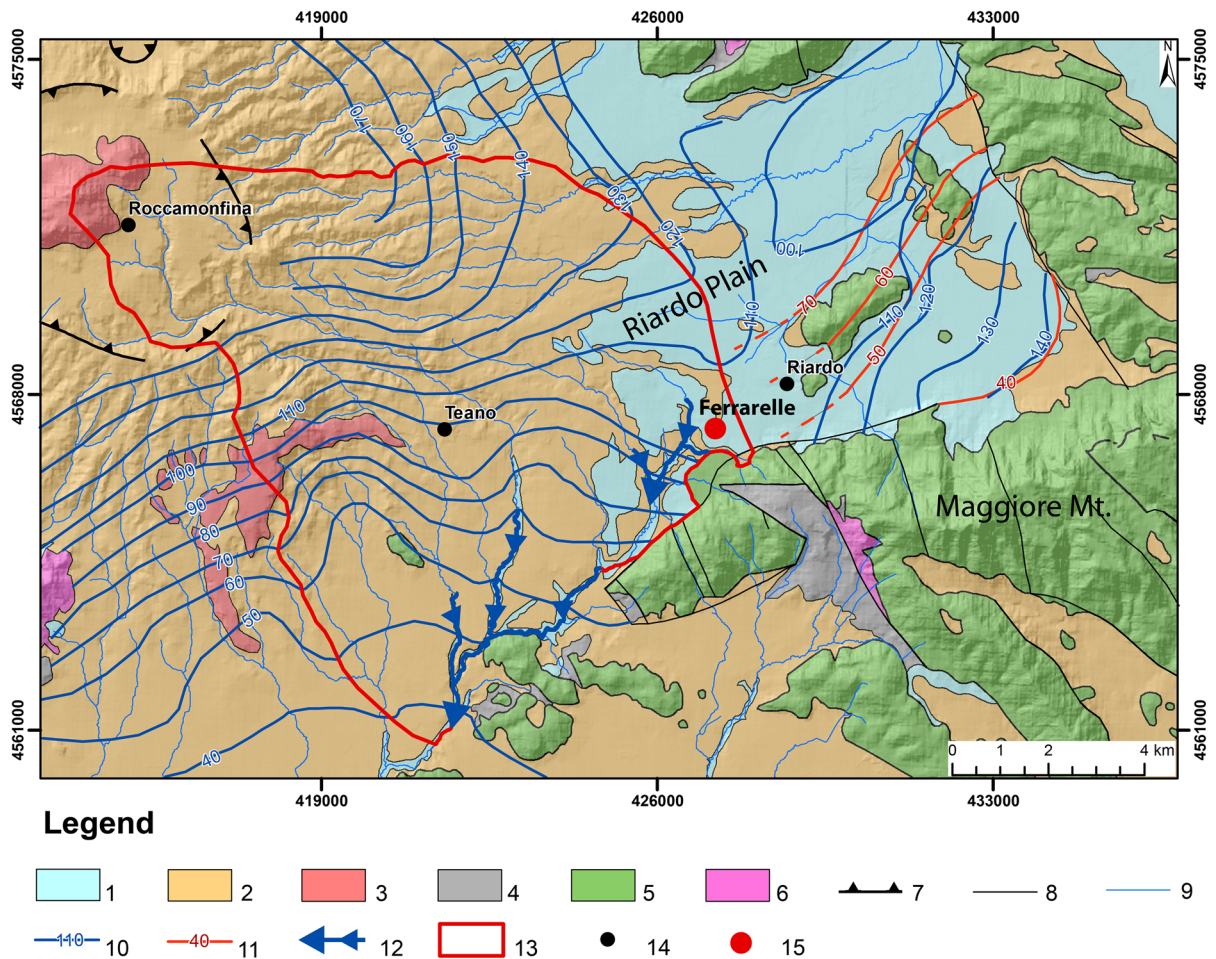 419000 426000 433000
4575000 4575000
N
170 160 150 140
130
120
100
Roccamonfina
Riardo Plain
110
70 60 110 120 130 140
50
40
Riardo
4568000 4568000
Ferrarelle
Teano
110
100
90
80
70
60
50
40
Maggiore Mt.
4561000 4561000
0 1 2 4 km
419000 426000 433000
Legend
1 2 3 4 5 6 7 8 9
110 10 40 11 12 13 14 15